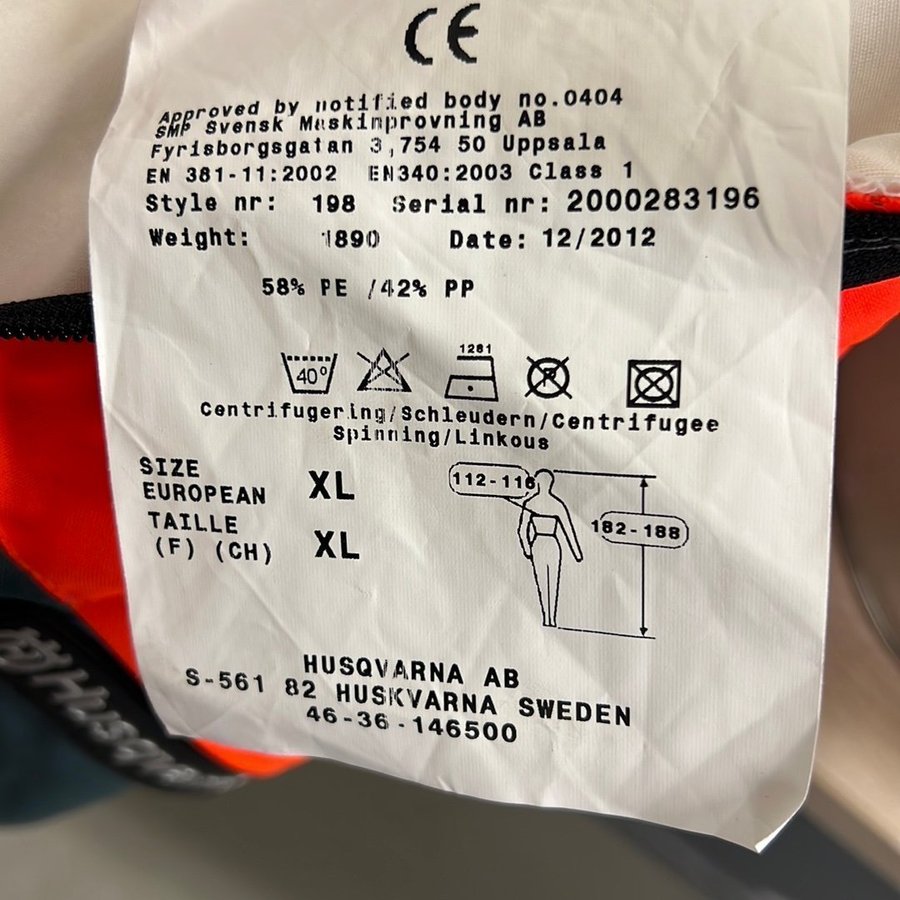 CE
Approved by notified body no.0404
SMP Svensk Maskinprovning AB
Fyrisborgsgatan 3,754 50 Uppsala
EN 381-11:2002 EN340:2003 Class 1
Style nr: 198 Serial nr: 2000283196
Weight: 1890 Date: 12/2012
58% PE /42% PP
1281
40°
Centrifugering/Schleudern/Centrifugee
Spinning/Linkous
SIZE
EUROPEAN XL
TAILLE
(F) (CH) XL
112-116
182-188
HUSQVARNA AB
S-561 82 HUSKVARNA SWEDEN
46-36-146500